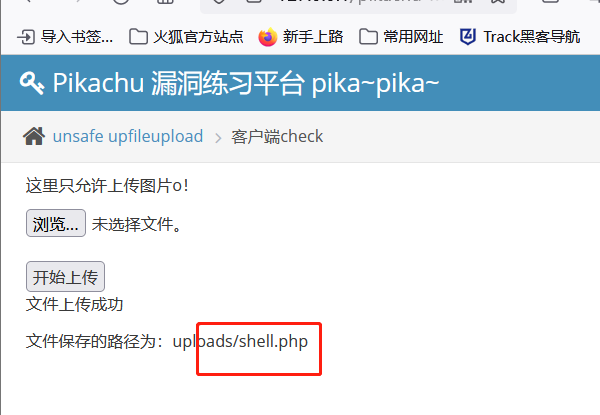 导入书签... 火狐官方站点 新手上路 常用网址 Track黑客导航
Pikachu 漏洞练习平台 pika~pika~
unsafe upfileupload > 客户端check
这里只允许上传图片o！
浏览... 未选择文件。
开始上传
文件上传成功
文件保存的路径为：uploads/shell.php